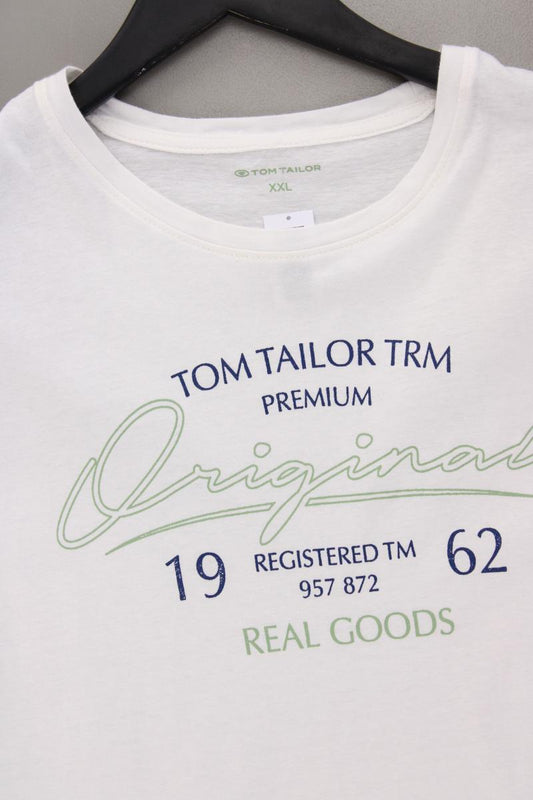 TOM TAILOR
XXL
TOM TAILOR TRM
PREMIUM
Original
19 REGISTERED TM 62
957 872
REAL GOODS